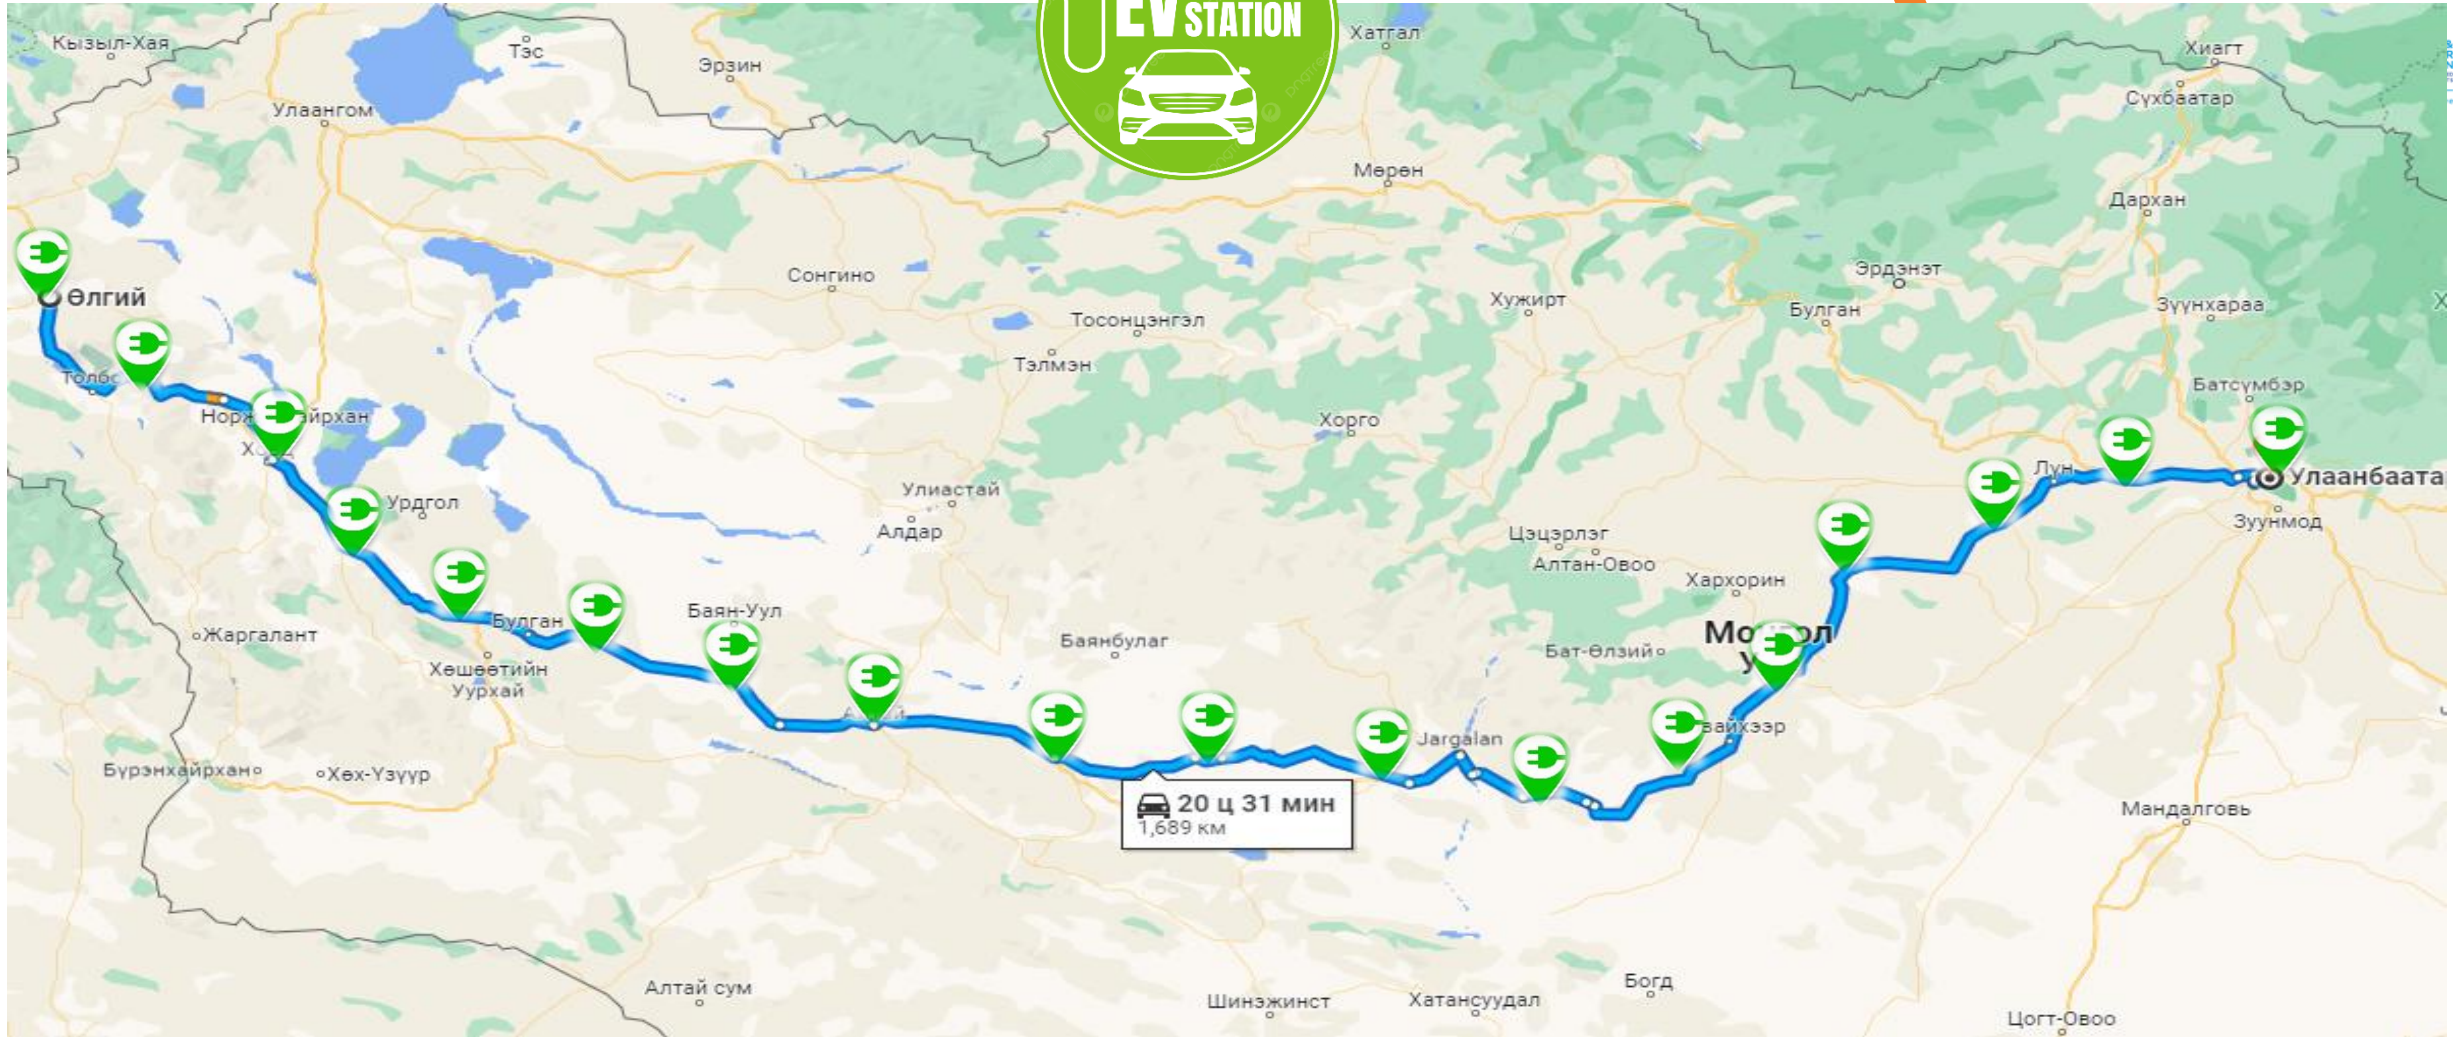 EV STATION
Кызыл-Хая
Тэс
Эрзин
Хатгал
Хиагт
Сүхбаатар
Улаангом
Мөрөн
Дархан
Өлгий
Сонгино
Тосонцэнгэл
Тэлмэн
Хужирт
Эрдэнэт
Булган
Зүүнхараа
Батсүмбэр
Хорго
Лүн
Улаанбаата
Зуунмод
Урдгол
Улиастай
Алдар
Цэцэрлэг
Алтан-Овоо
Хархорин
Баян-Уул
Булган
Жаргалант
Хөшөөтийн
Уурхай
Баянбулаг
Бат-Өлзий
Jargalan
Бүрэнхайрхан
Хөх-Үзүүр
20 ц 31 мин
1,689 км
Мандалговь
Алтай сум
Шинэжинст
Хатансуудал
Богд
Цогт-Овоо